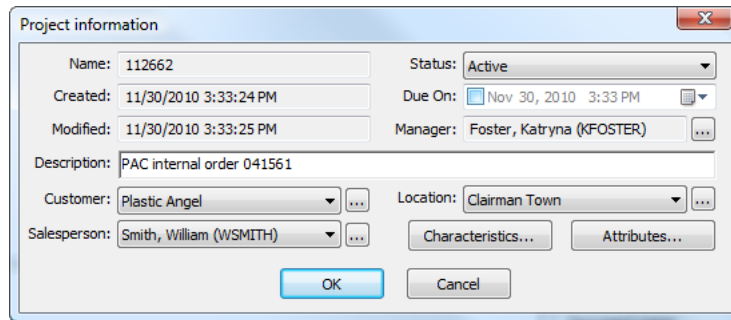 Project information
Name: 112662 Status: Active
Created: 11/30/2010 3:33:24 PM Due On: Nov 30, 2010 3:33 PM
Modified: 11/30/2010 3:33:25 PM Manager: Foster, Katryna (KFOSTER) ...
Description: PAC internal order 041561
Customer: Plastic Angel ... Location: Clairman Town ...
Salesperson: Smith, William (WSMITH) ... Characteristics... Attributes...
OK Cancel